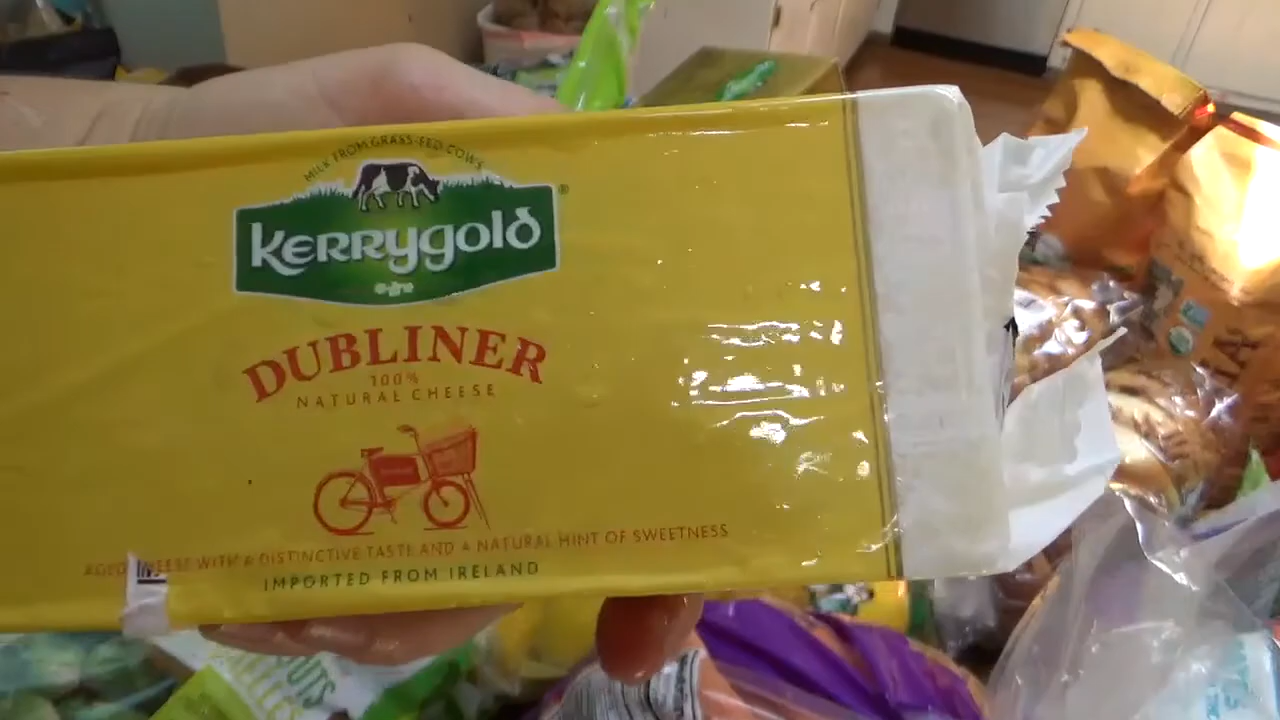 MILK FROM GRASS-FED COWS
Kerrygold®
DUBLINER
100%
NATURAL CHEESE
AGED CHEESE WITH A DISTINCTIVE TASTE AND A NATURAL HINT OF SWEETNESS
IMPORTED FROM IRELAND